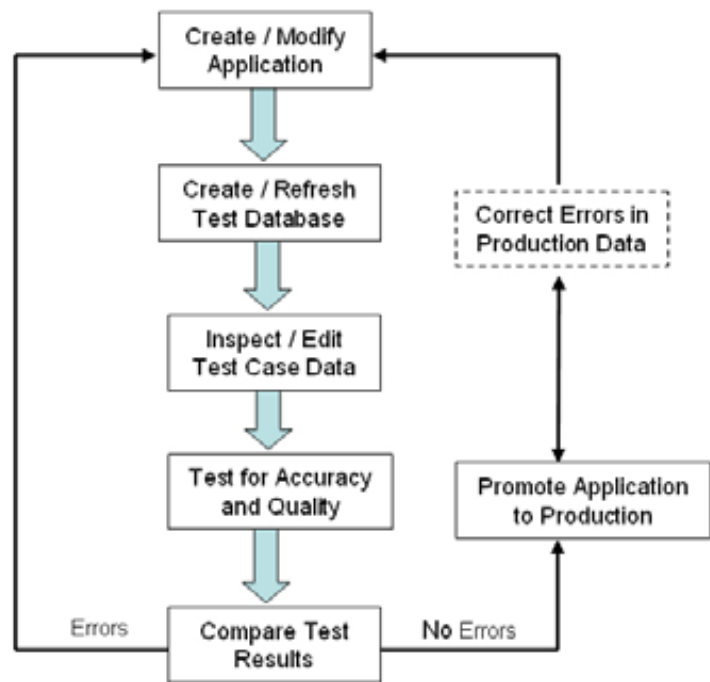 Create / Modify
Application
Create / Refresh
Test Database
Correct Errors in
Production Data
Inspect / Edit
Test Case Data
Test for Accuracy
and Quality
Promote Application
to Production
Errors
Compare Test
Results
No Errors